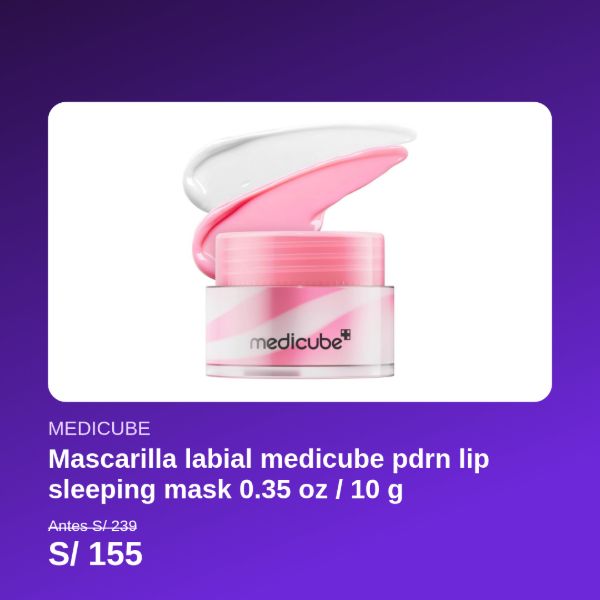 medicube
MEDICUBE
Mascarilla labial medicube pdrn lip
sleeping mask 0.35 oz / 10 g
Antes S/ 239
S/ 155